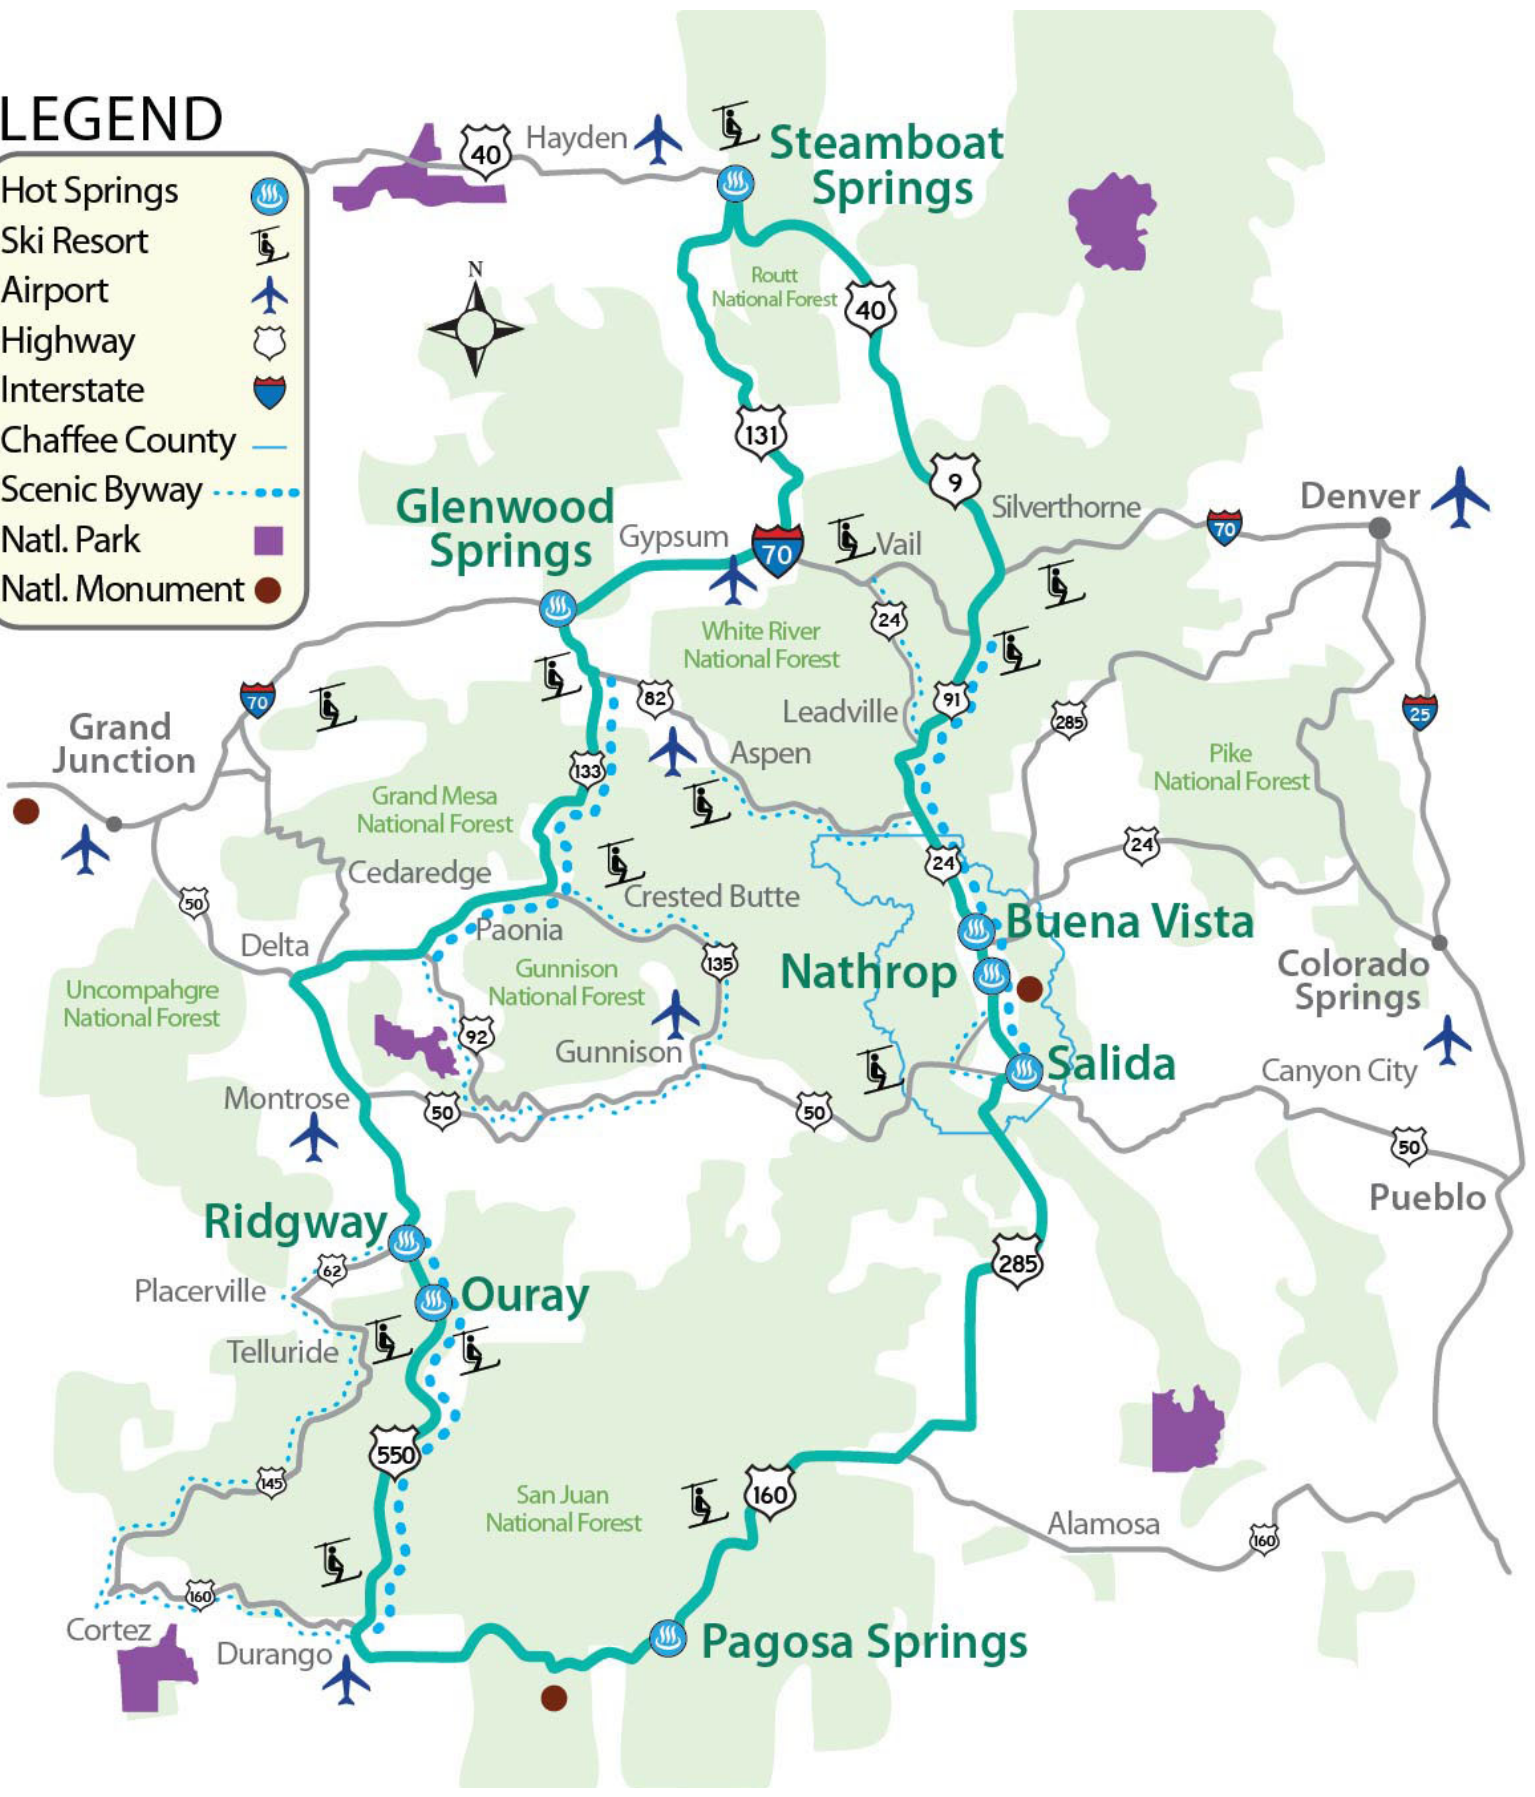 LEGEND
Hot Springs
Ski Resort
Airport
Highway
Interstate
Chaffee County
Scenic Byway
Natl. Park
Natl. Monument
40
Hayden
Steamboat
Springs
N
Routt
National Forest
40
131
9
Silverthorne
Denver
70
Glenwood
Springs
Gypsum
70
Vail
24
White River
National Forest
70
82
91
Leadville
285
25
Grand
Junction
Aspen
133
Pike
National Forest
Grand Mesa
National Forest
24
24
Cedaredge
50
Crested Butte
Buena Vista
Paonia
Delta
135
Nathrop
Colorado
Springs
Gunnison
National Forest
Uncompahgre
National Forest
92
Gunnison
Salida
Canyon City
Montrose
50
50
50
Pueblo
Ridgway
62
285
Placerville
Ouray
Telluride
550
145
160
San Juan
National Forest
Alamosa
160
160
Cortez
Durango
Pagosa Springs